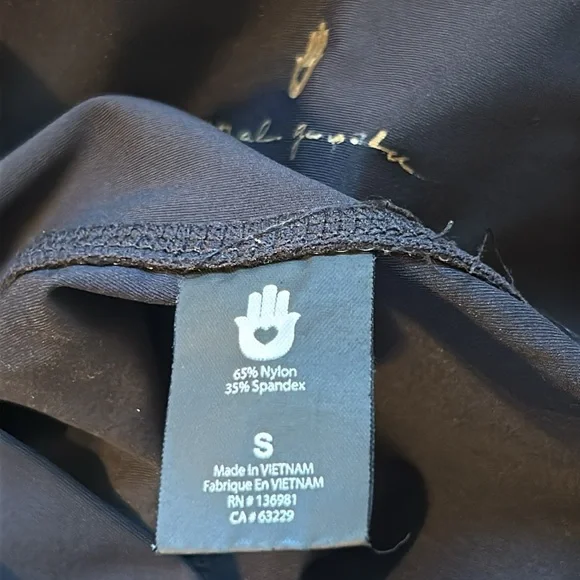 65% Nylon
35% Spandex
S
Made In VIETNAM
Fabrique En VIETNAM
RN # 136981
CA # 63229